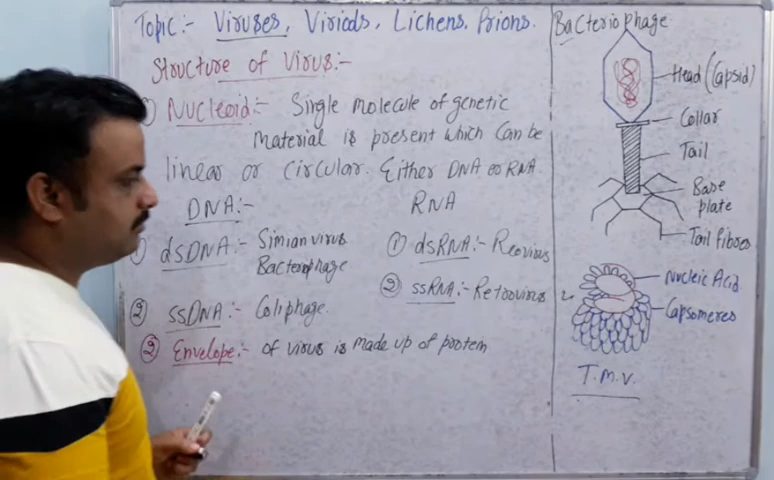 Topic:- Viruses, Viriods, Lichens, Prions.
Structure of Virus:-
① Nucleoid:- Single molecule of genetic
material is present which can be
linear or circular. Either DNA or RNA
DNA:-
① dsDNA:- Simian virus
Bacteriophage
② ssDNA:- Coliphage.
RNA
① dsRNA:- Reovirus
② ssRNA:- Retrovirus
② Envelope:- of virus is made up of protein
Bacteriophage
Head (Capsid)
Collar
Tail
Base
plate
Tail fibres
Nucleic Acid
Capsomeres
T.M.V.